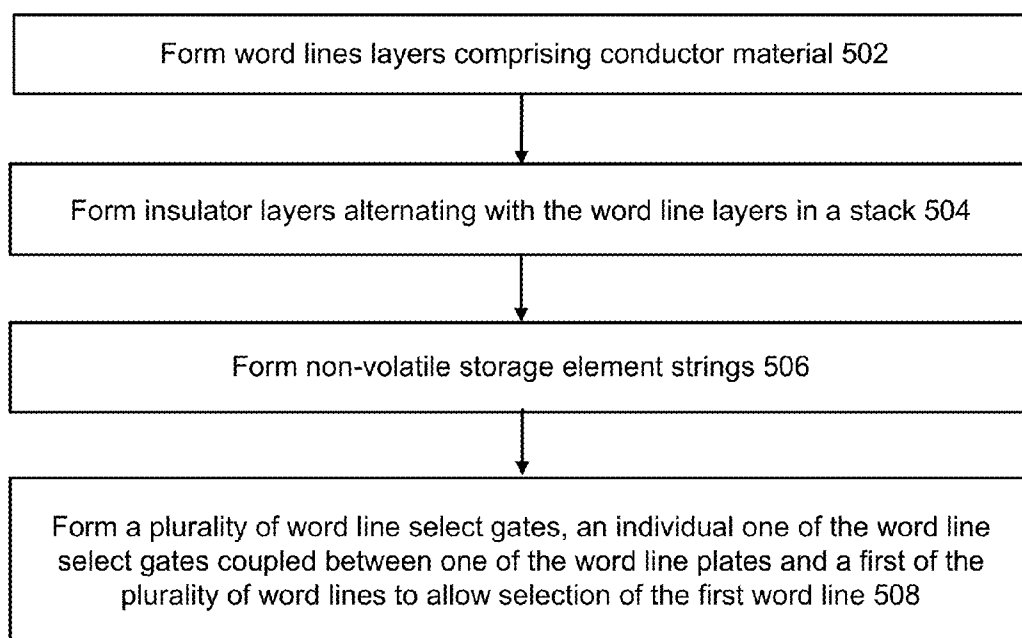 Form word lines layers comprising conductor material 502
Form insulator layers alternating with the word line layers in a stack 504
Form non-volatile storage element strings 506
Form a plurality of word line select gates, an individual one of the word line
select gates coupled between one of the word line plates and a first of the
plurality of word lines to allow selection of the first word line 508